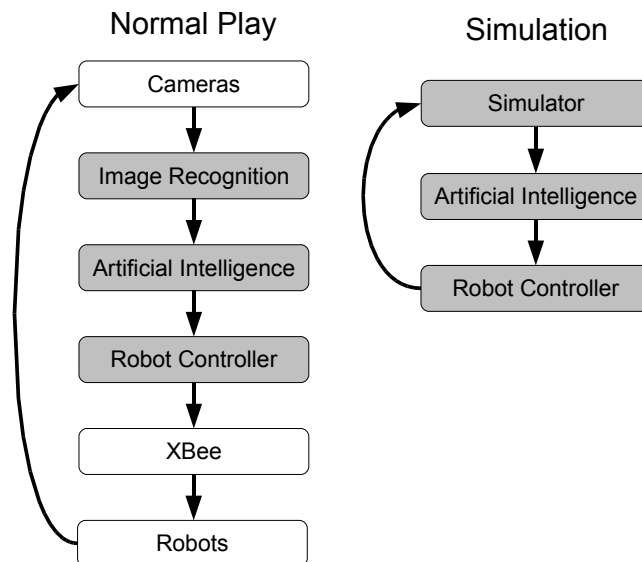 Normal Play
Cameras
Image Recognition
Artificial Intelligence
Robot Controller
XBee
Robots
Simulation
Simulator
Artificial Intelligence
Robot Controller